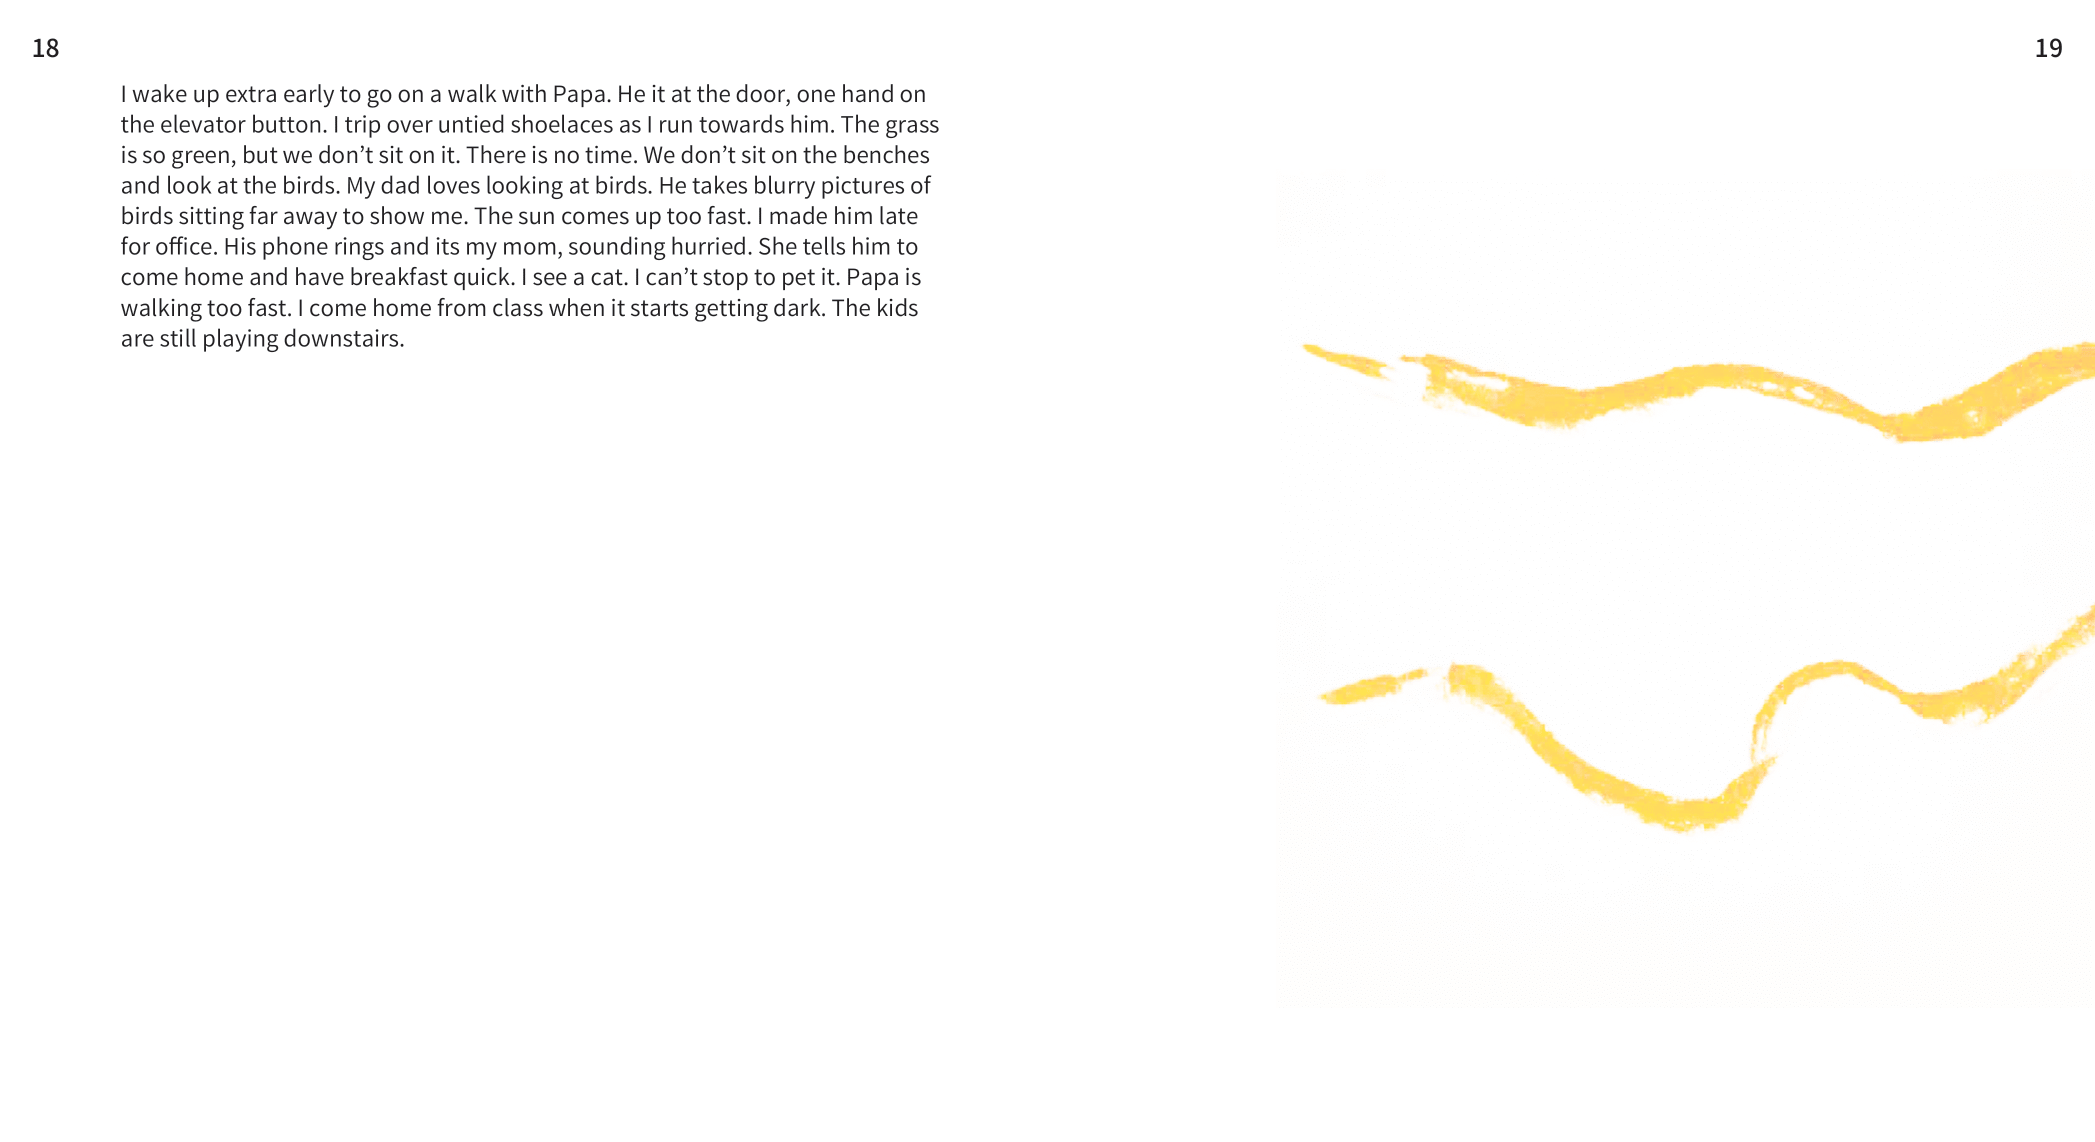 18
19
I wake up extra early to go on a walk with Papa. He it at the door, one hand on
the elevator button. I trip over untied shoelaces as I run towards him. The grass
is so green, but we don’t sit on it. There is no time. We don’t sit on the benches
and look at the birds. My dad loves looking at birds. He takes blurry pictures of
birds sitting far away to show me. The sun comes up too fast. I made him late
for office. His phone rings and its my mom, sounding hurried. She tells him to
come home and have breakfast quick. I see a cat. I can’t stop to pet it. Papa is
walking too fast. I come home from class when it starts getting dark. The kids
are still playing downstairs.